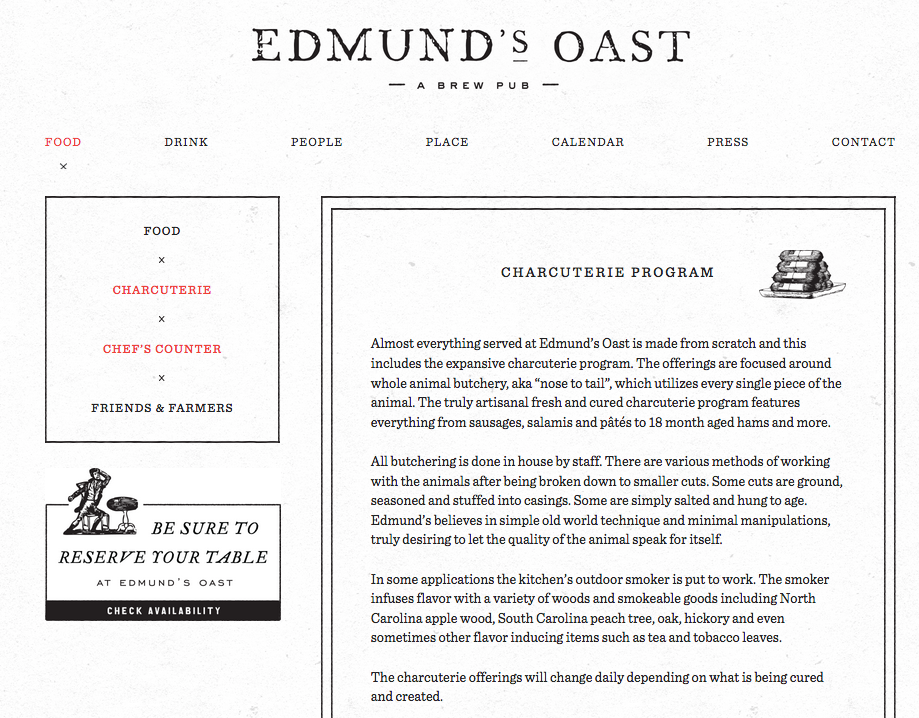 EDMUND'S OAST
— A BREW PUB —
FOOD DRINK PEOPLE PLACE CALENDAR PRESS CONTACT
x
FOOD
x
CHARCUTERIE
x
CHEF'S COUNTER
x
FRIENDS & FARMERS
BE SURE TO
RESERVE YOUR TABLE
AT EDMUND'S OAST
CHECK AVAILABILITY
CHARCUTERIE PROGRAM
Almost everything served at Edmund's Oast is made from scratch and this
includes the expansive charcuterie program. The offerings are focused around
whole animal butchery, aka “nose to tail”, which utilizes every single piece of the
animal. The truly artisanal fresh and cured charcuterie program features
everything from sausages, salamis and pâtés to 18 month aged hams and more.
All butchering is done in house by staff. There are various methods of working
with the animals after being broken down to smaller cuts. Some cuts are ground,
seasoned and stuffed into casings. Some are simply salted and hung to age.
Edmund's believes in simple old world technique and minimal manipulations,
truly desiring to let the quality of the animal speak for itself.
In some applications the kitchen's outdoor smoker is put to work. The smoker
infuses flavor with a variety of woods and smokeable goods including North
Carolina apple wood, South Carolina peach tree, oak, hickory and even
sometimes other flavor inducing items such as tea and tobacco leaves.
The charcuterie offerings will change daily depending on what is being cured
and created.